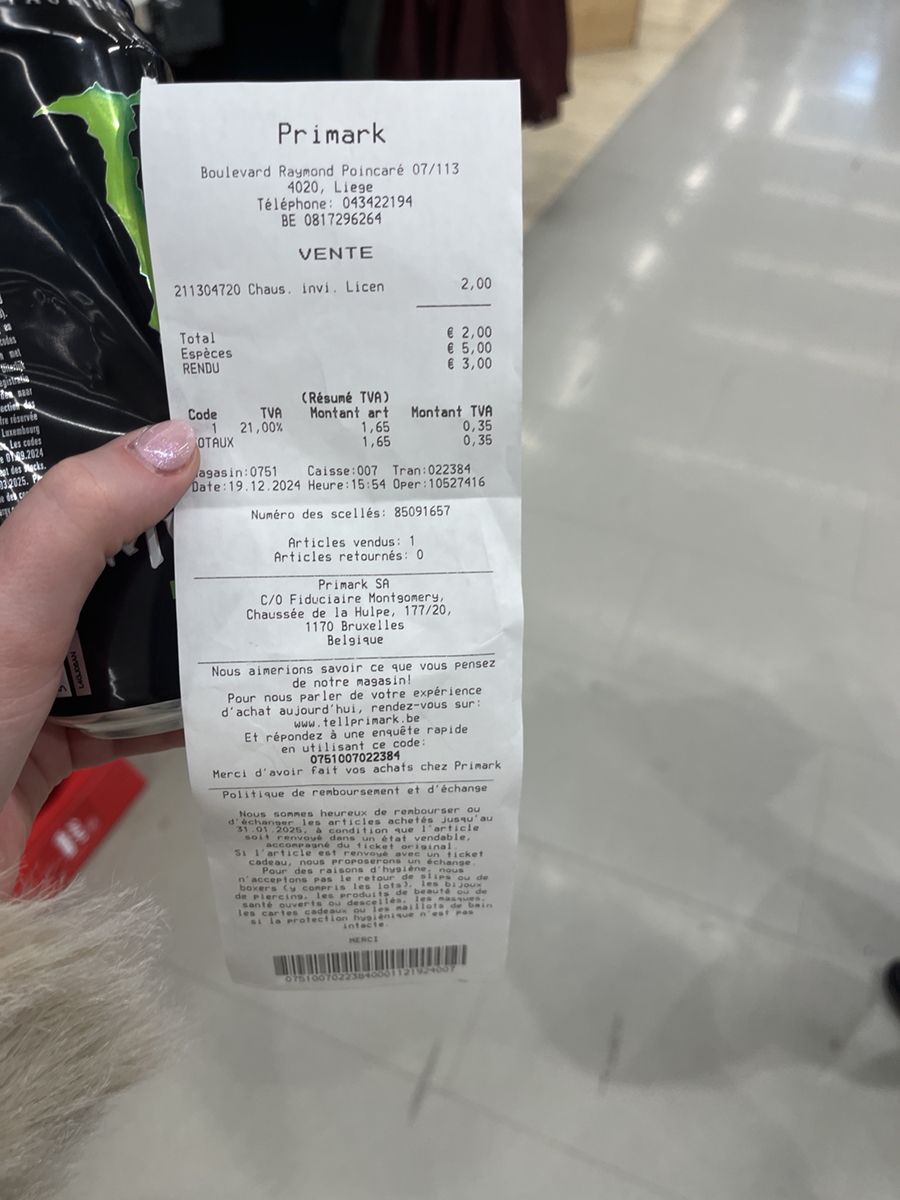 Primark
Boulevard Raymond Poincaré 07/113
4020, Liege
Téléphone: 043422194
BE 0817296264
VENTE
211304720 Chaus. invi. Licen 2,00
Total € 2,00
Espèces € 5,00
RENDU € 3,00
(Résumé TVA)
Code TVA Montant art Montant TVA
1 21,00% 1,65 0,35
OTAUX 1,65 0,35
agasin:0751 Caisse:007 Tran:022384
Date:19.12.2024 Heure:15:54 Oper:10527416
Numéro des scellés: 85091657
Articles vendus: 1
Articles retournés: 0
Primark SA
C/O Fiduciaire Montgomery,
Chaussée de la Hulpe, 177/20,
1170 Bruxelles
Belgique
Nous aimerions savoir ce que vous pensez
de notre magasin!
Pour nous parler de votre expérience
d'achat aujourd'hui, rendez-vous sur:
www.tellprimark.be
Et répondez à une enquête rapide
en utilisant ce code:
0751007022384
Merci d'avoir fait vos achats chez Primark
Politique de remboursement et d'échange
Nous sommes heureux de rembourser ou
d'échanger les articles achetés jusqu'au
31.01.2025, à condition que l'article
soit renvoyé dans un état vendable,
accompagné du ticket original.
Si l'article est renvoyé avec un ticket
cadeau, nous proposerons un échange.
Pour des raisons d'hygiène, nous
n'acceptons pas le retour de slips ou de
boxers (y compris les lots), les bijoux
de piercing, les produits de beauté ou de
santé ouverts ou descellés, les masques,
les cartes cadeaux ou les maillots de bain
si la protection hygiénique n'est pas
intacte.
MERCI
07510070223840001121924007